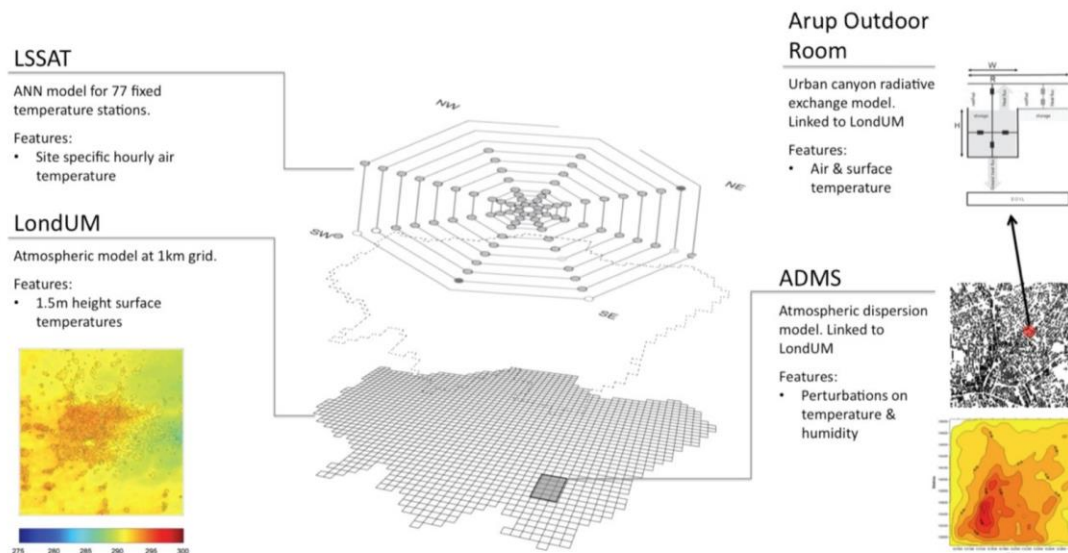 LSSAT
ANN model for 77 fixed
temperature stations.
Features:
• Site specific hourly air
temperature
LondUM
Atmospheric model at 1km grid.
Features:
• 1.5m height surface
temperatures
275 280 285 290 295 300
NW
NE
SW
SE
Arup Outdoor
Room
Urban canyon radiative
exchange model.
Linked to LondUM
Features:
• Air & surface
temperature
W
R
H
SOIL
ADMS
Atmospheric dispersion
model. Linked to
LondUM
Features:
• Perturbations on
temperature &
humidity